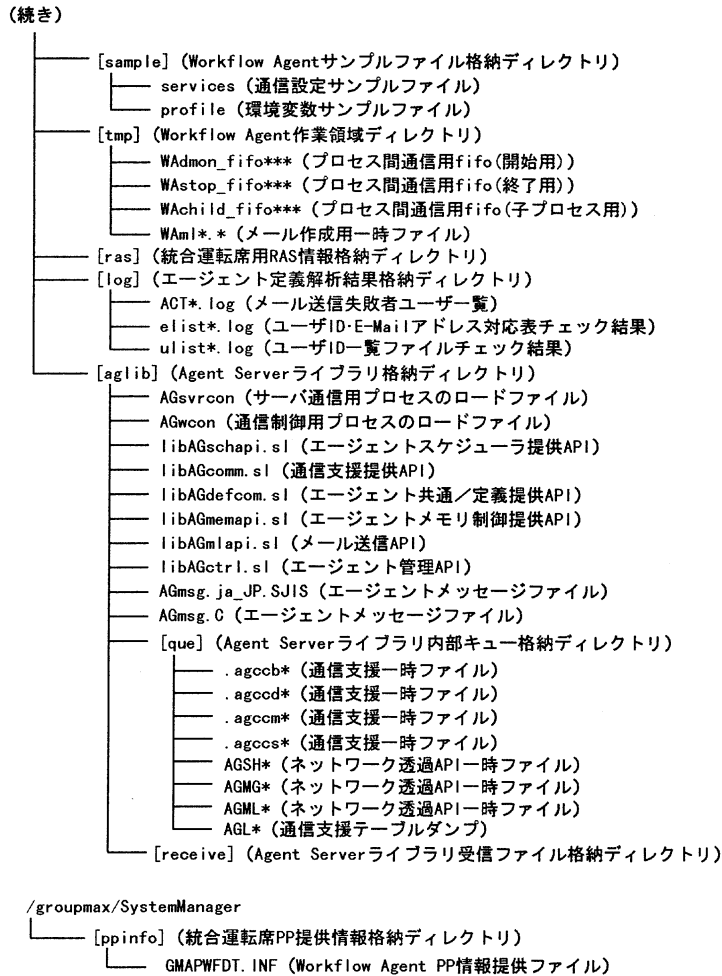 (続き)
[sample] (Workflow Agentサンプルファイル格納ディレクトリ)
services (通信設定サンプルファイル)
profile (環境変数サンプルファイル)
[tmp] (Workflow Agent作業領域ディレクトリ)
WAdmon_fifo*** (プロセス間通信用fifo(開始用))
WAstop_fifo*** (プロセス間通信用fifo(終了用))
WAchild_fifo*** (プロセス間通信用fifo(子プロセス用))
WAml*.* (メール作成用一時ファイル)
[ras] (統合運転席用RAS情報格納ディレクトリ)
[log] (エージェント定義解析結果格納ディレクトリ)
ACT*.log (メール送信失敗者ユーザ一覧)
elist*.log (ユーザID・E-Mailアドレス対応表チェック結果)
ulist*.log (ユーザID一覧ファイルチェック結果)
[aglib] (Agent Serverライブラリ格納ディレクトリ)
AGsvrcon (サーバ通信用プロセスのロードファイル)
AGwcon (通信制御用プロセスのロードファイル)
libAGschapi.sl (エージェントスケジューラ提供API)
libAGcomm.sl (通信支援提供API)
libAGdefcom.sl (エージェント共通／定義提供API)
libAGmemapi.sl (エージェントメモリ制御提供API)
libAGmlapi.sl (メール送信API)
libAGctrl.sl (エージェント管理API)
AGmsg.ja_JP.SJIS (エージェントメッセージファイル)
AGmsg.C (エージェントメッセージファイル)
[que] (Agent Serverライブラリ内部キュー格納ディレクトリ)
.agccb* (通信支援一時ファイル)
.agccd* (通信支援一時ファイル)
.agccm* (通信支援一時ファイル)
.agccs* (通信支援一時ファイル)
AGSH* (ネットワーク透過API一時ファイル)
AGMG* (ネットワーク透過API一時ファイル)
AGML* (ネットワーク透過API一時ファイル)
AGL* (通信支援テーブルダンプ)
[receive] (Agent Serverライブラリ受信ファイル格納ディレクトリ)
/groupmax/SystemManager
[ppinfo] (統合運転席PP提供情報格納ディレクトリ)
GMAPWFDT.INF (Workflow Agent PP情報提供ファイル)